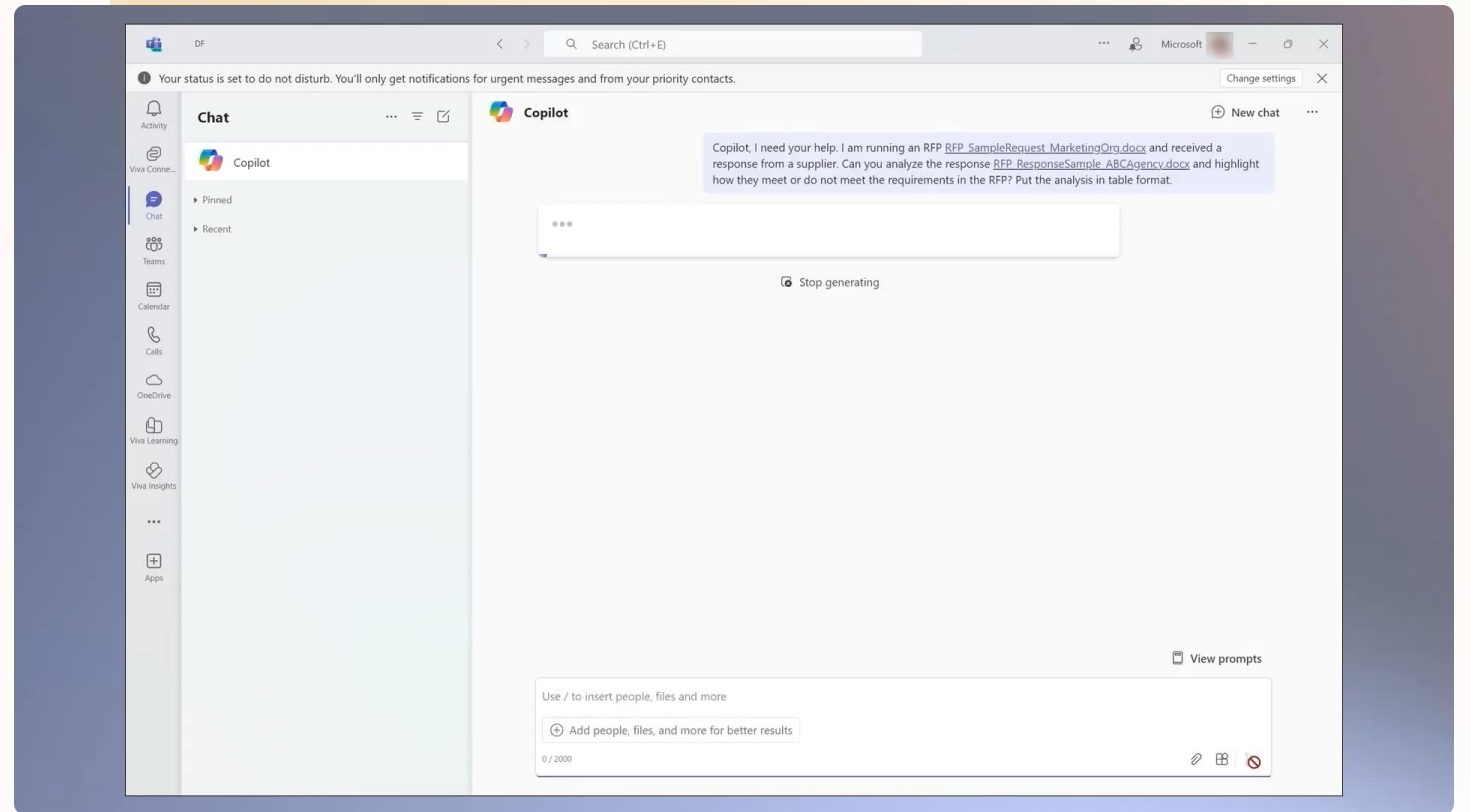 DF
Search (Ctrl+E)
Microsoft
Your status is set to do not disturb. You'll only get notifications for urgent messages and from your priority contacts.
Change settings
Activity
Viva Conne...
Chat
Teams
Calendar
Calls
OneDrive
Viva Learning
Viva Insights
Apps
Chat
Copilot
Pinned
Recent
Copilot
New chat
Copilot, I need your help. I am running an RFP RFP_SampleRequest_MarketingOrg.docx and received a
response from a supplier. Can you analyze the response RFP_ResponseSample_ABCAgency.docx and highlight
how they meet or do not meet the requirements in the RFP? Put the analysis in table format.
Stop generating
View prompts
Use / to insert people, files and more
Add people, files, and more for better results
0 / 2000